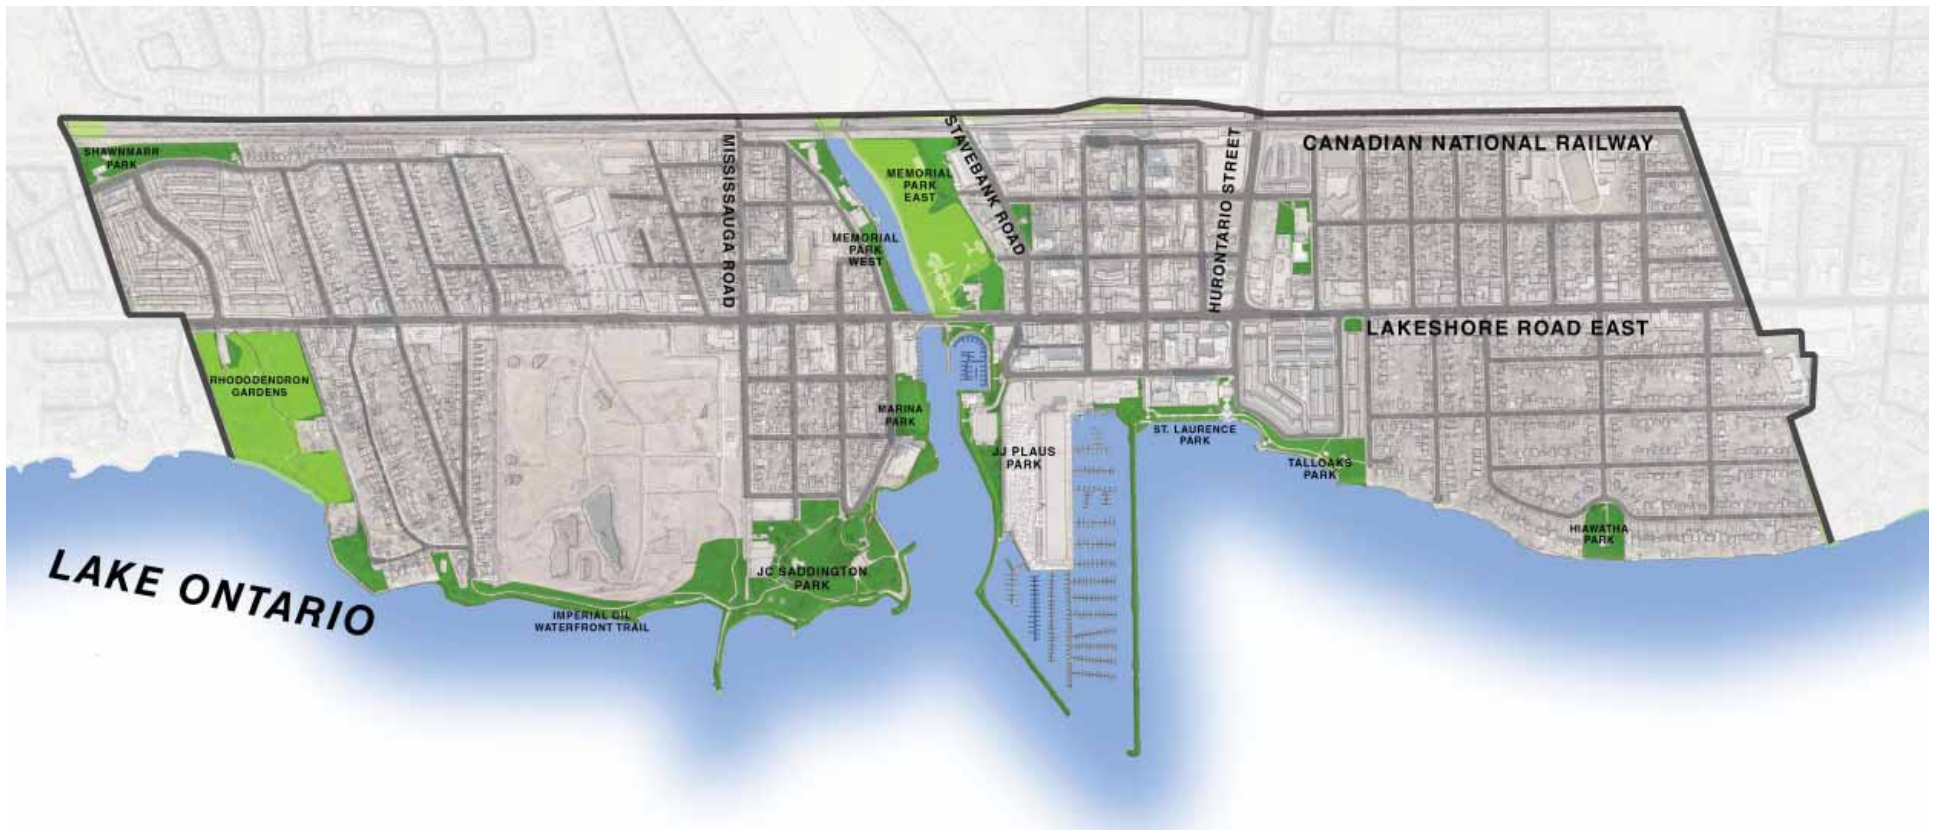 CANADIAN NATIONAL RAILWAY
SHAWNMARR
PARK
MISSISSAUGA ROAD
MEMORIAL
PARK
EAST
STAVEBANK ROAD
HURONTARIO STREET
MEMORIAL
PARK
WEST
LAKESHORE ROAD EAST
RHODODENDRON
GARDENS
MARINA
PARK
ST. LAURENCE
PARK
JJ PLAUS
PARK
TALLOAKS
PARK
HIAWATHA
PARK
LAKE ONTARIO
JC SADDINGTON
PARK
IMPERIAL OIL
WATERFRONT TRAIL